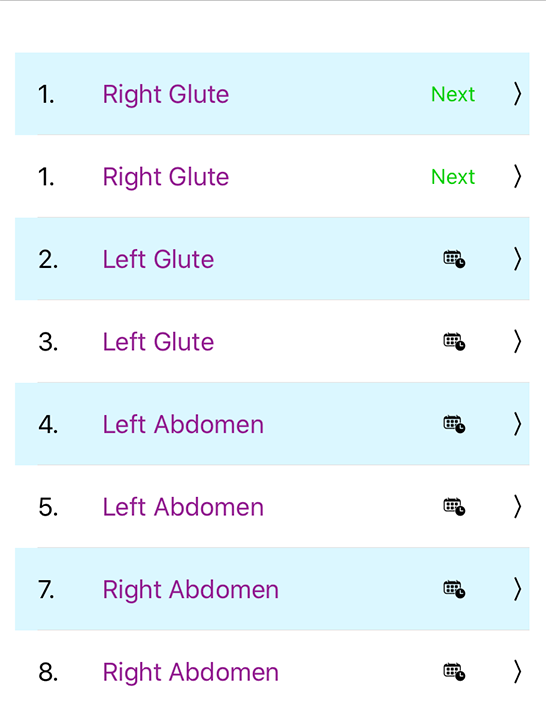 1. Right Glute Next
1. Right Glute Next
2. Left Glute
3. Left Glute
4. Left Abdomen
5. Left Abdomen
7. Right Abdomen
8. Right Abdomen